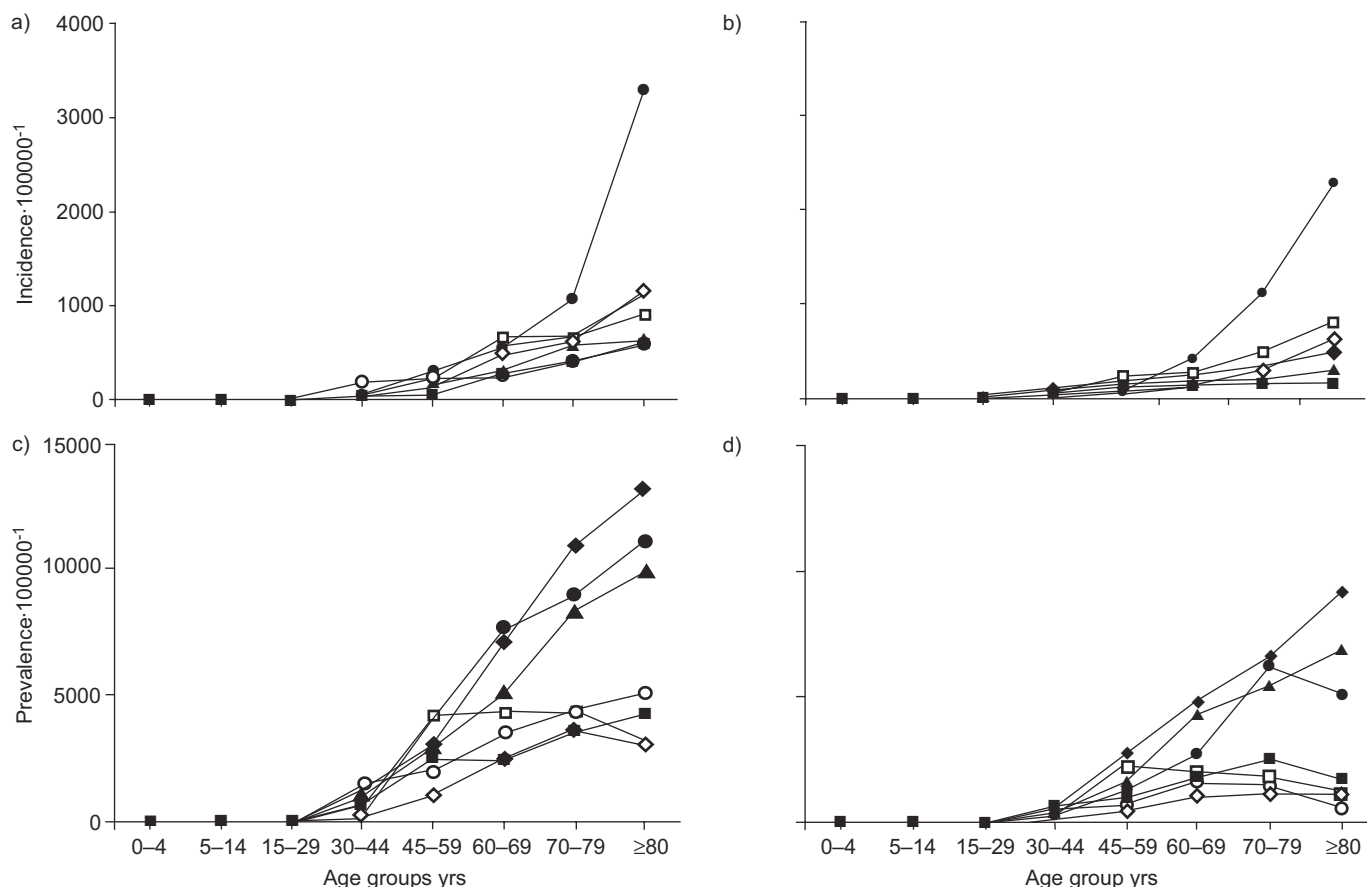 a)
4000
3000
2000
1000
0
Incidence·100000⁻¹
b)
c)
15000
10000
5000
0
Prevalence·100000⁻¹
0–4 5–14 15–29 30–44 45–59 60–69 70–79 ≥80
Age groups yrs
d)
0–4 5–14 15–29 30–44 45–59 60–69 70–79 ≥80
Age group yrs